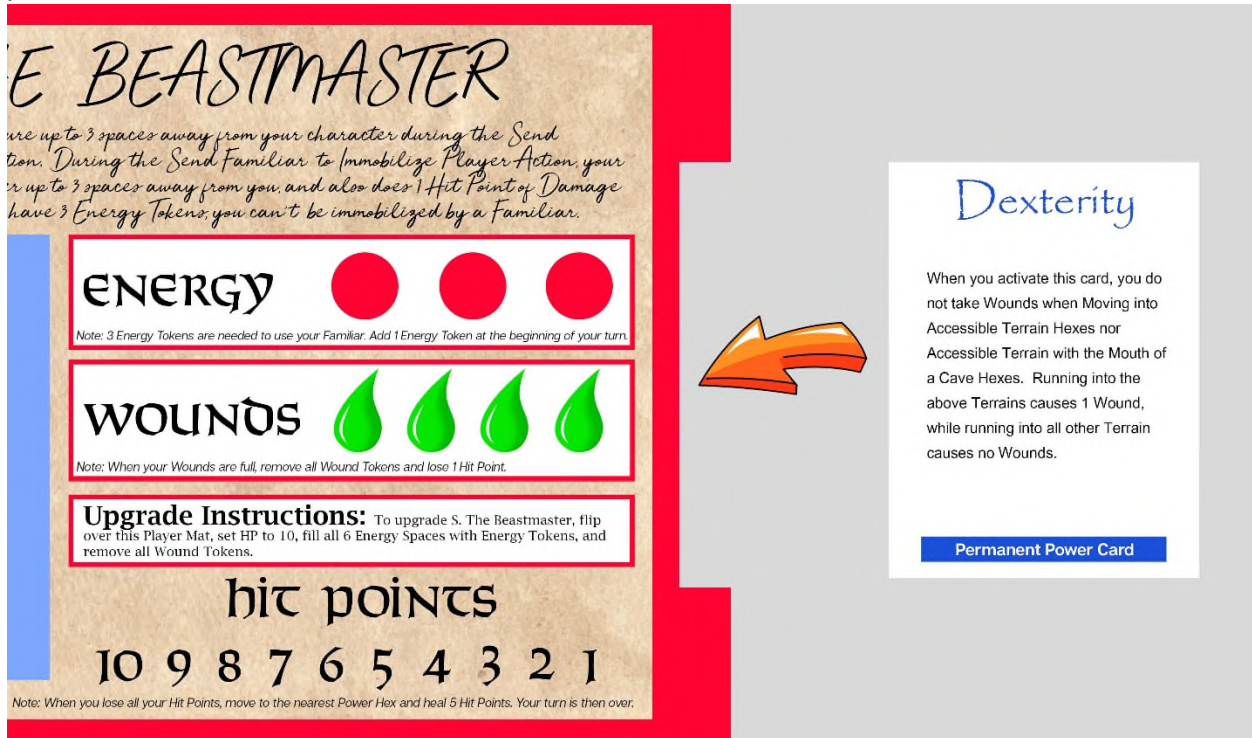 E BEASTMASTER
ure up to 3 spaces away from your character during the Send
tion. During the Send Familiar to Immobilize Player Action, your
er up to 3 spaces away from you, and also does 1 Hit Point of Damage
have 3 Energy Tokens, you can't be immobilized by a Familiar.
ENERGY
Note: 3 Energy Tokens are needed to use your Familiar. Add 1 Energy Token at the beginning of your turn.
WOUNDS
Note: When your Wounds are full, remove all Wound Tokens and lose 1 Hit Point.
Upgrade Instructions: To upgrade S. The Beastmaster, flip
over this Player Mat, set HP to 10, fill all 6 Energy Spaces with Energy Tokens, and
remove all Wound Tokens.
hit points
10 9 8 7 6 5 4 3 2 1
Note: When you lose all your Hit Points, move to the nearest Power Hex and heal 5 Hit Points. Your turn is then over.
Dexterity
When you activate this card, you do
not take Wounds when Moving into
Accessible Terrain Hexes nor
Accessible Terrain with the Mouth of
a Cave Hexes. Running into the
above Terrains causes 1 Wound,
while running into all other Terrain
causes no Wounds.
Permanent Power Card